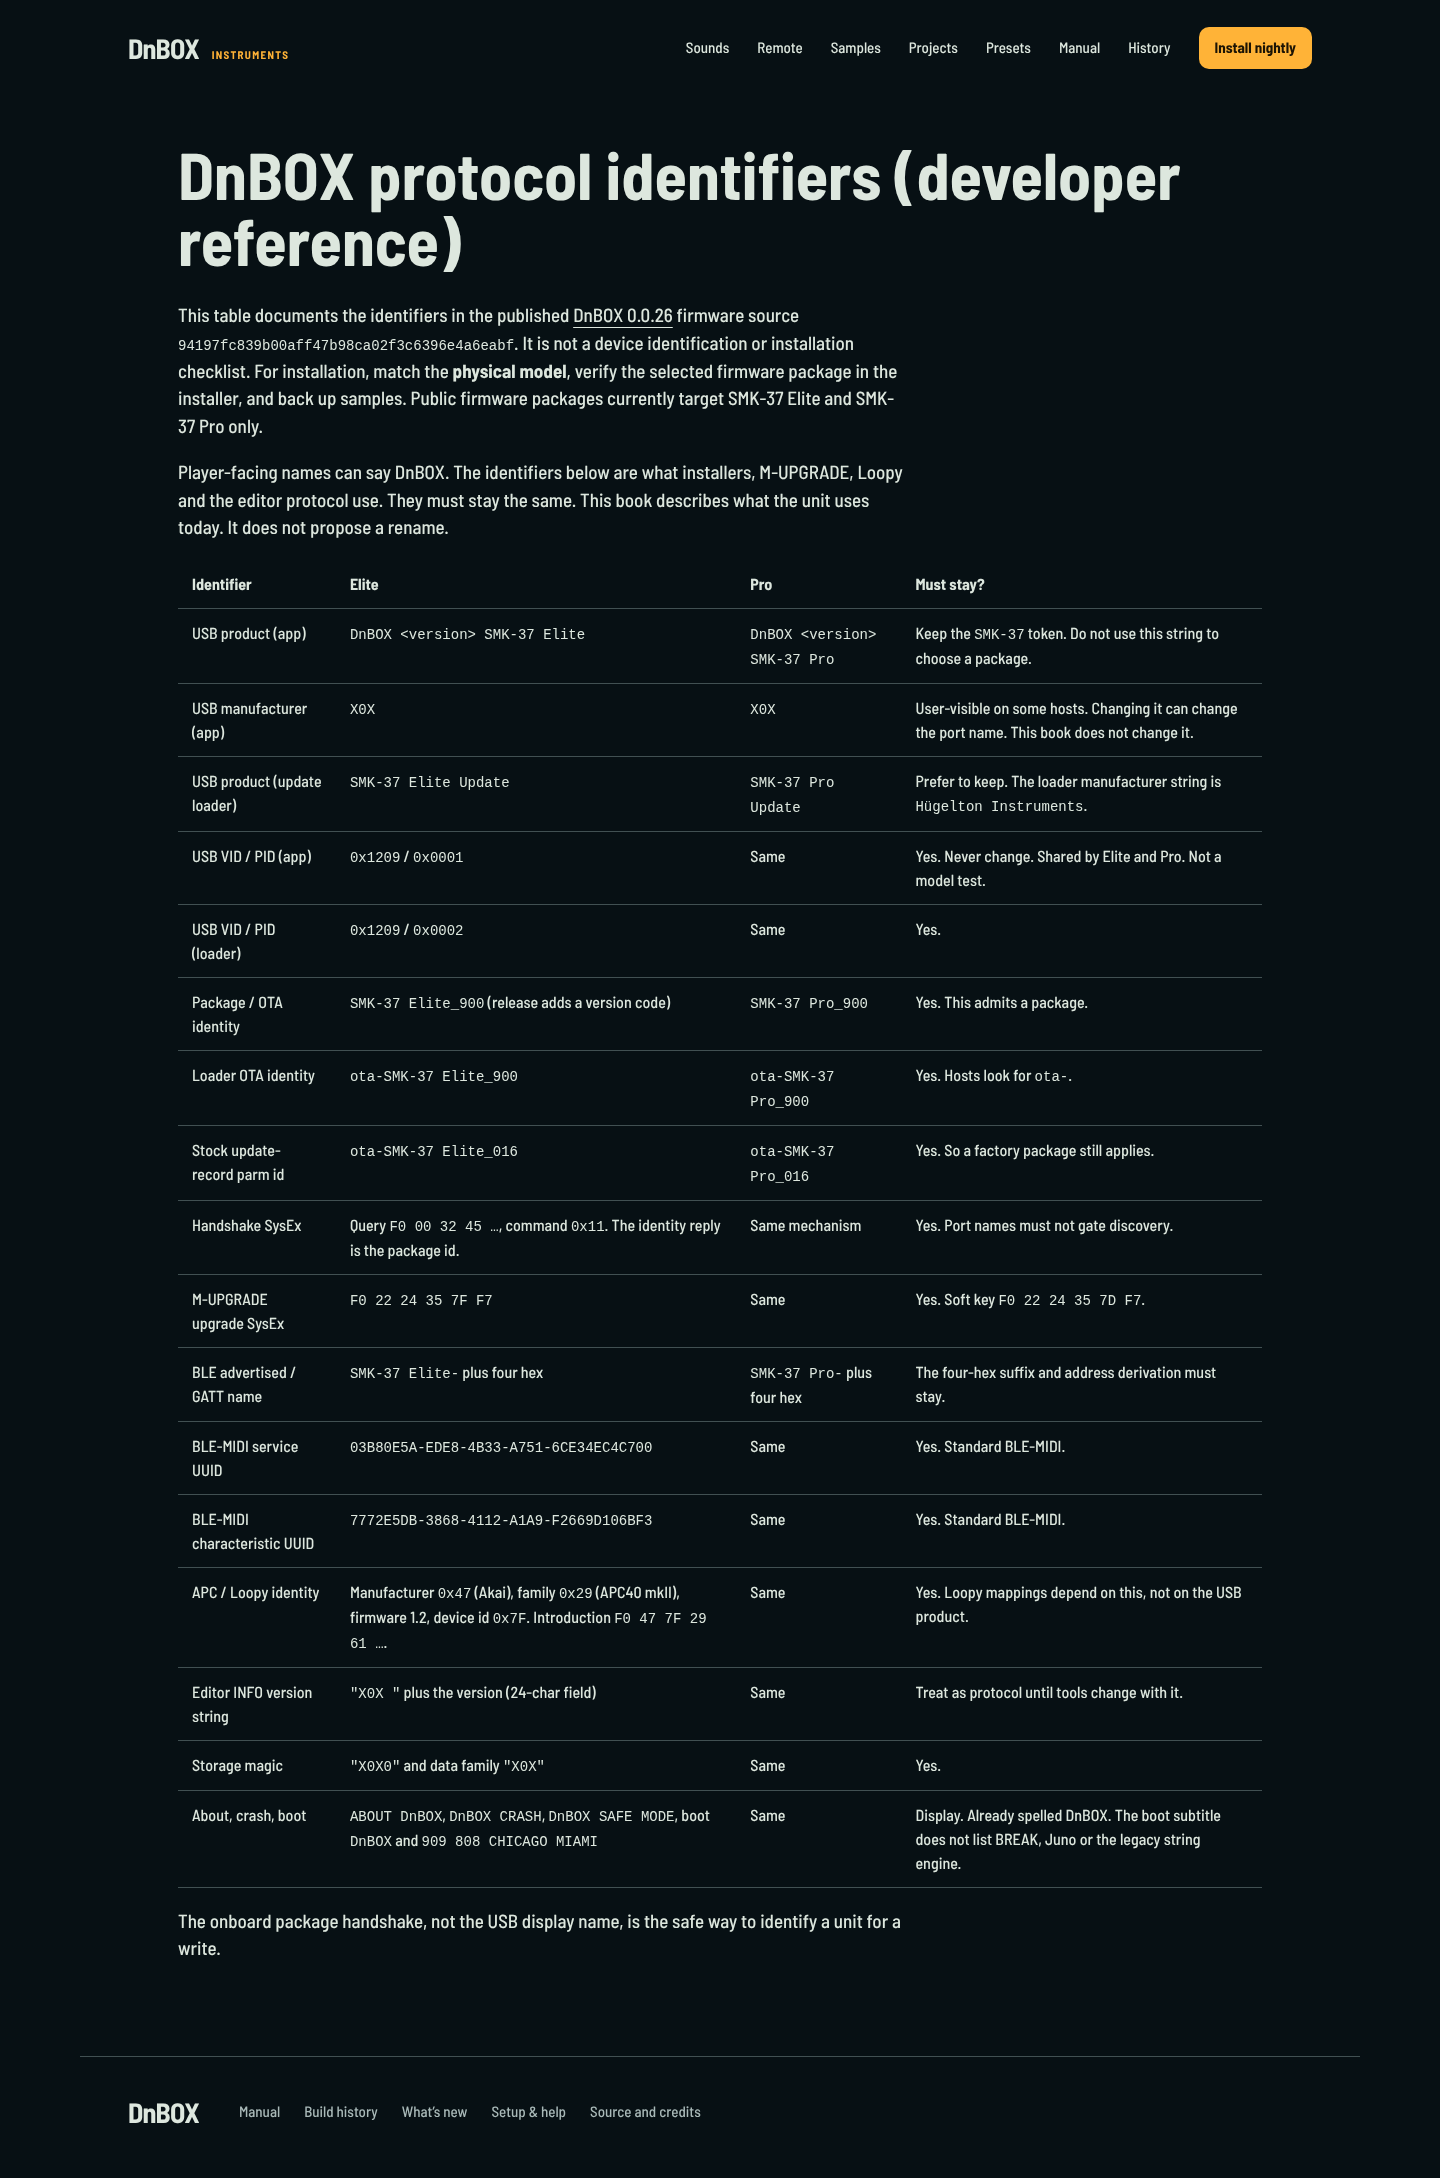 DnBOX INSTRUMENTS
Sounds Remote Samples Projects Presets Manual History Install nightly
DnBOX protocol identifiers (developer
reference)
This table documents the identifiers in the published DnBOX 0.0.26 firmware source
94197fc839b00aff47b98ca02f3c6396e4a6eabf. It is not a device identification or installation
checklist. For installation, match the physical model, verify the selected firmware package in the
installer, and back up samples. Public firmware packages currently target SMK-37 Elite and SMK-
37 Pro only.
Player-facing names can say DnBOX. The identifiers below are what installers, M-UPGRADE, Loopy
and the editor protocol use. They must stay the same. This book describes what the unit uses
today. It does not propose a rename.
Identifier Elite Pro Must stay?
USB product (app) DnBOX <version> SMK-37 Elite DnBOX <version> Keep the SMK-37 token. Do not use this string to
SMK-37 Pro choose a package.
USB manufacturer X0X X0X User-visible on some hosts. Changing it can change
(app) the port name. This book does not change it.
USB product (update SMK-37 Elite Update SMK-37 Pro Prefer to keep. The loader manufacturer string is
loader) Update Hügelton Instruments.
USB VID / PID (app) 0x1209 / 0x0001 Same Yes. Never change. Shared by Elite and Pro. Not a
model test.
USB VID / PID 0x1209 / 0x0002 Same Yes.
(loader)
Package / OTA SMK-37 Elite_900 (release adds a version code) SMK-37 Pro_900 Yes. This admits a package.
identity
Loader OTA identity ota-SMK-37 Elite_900 ota-SMK-37 Yes. Hosts look for ota-.
Pro_900
Stock update- ota-SMK-37 Elite_016 ota-SMK-37 Yes. So a factory package still applies.
record parm id Pro_016
Handshake SysEx Query F0 00 32 45 …, command 0x11. The identity reply Same mechanism Yes. Port names must not gate discovery.
is the package id.
M-UPGRADE F0 22 24 35 7F F7 Same Yes. Soft key F0 22 24 35 7D F7.
upgrade SysEx
BLE advertised / SMK-37 Elite- plus four hex SMK-37 Pro- plus The four-hex suffix and address derivation must
GATT name four hex stay.
BLE-MIDI service 03B80E5A-EDE8-4B33-A751-6CE34EC4C700 Same Yes. Standard BLE-MIDI.
UUID
BLE-MIDI 7772E5DB-3868-4112-A1A9-F2669D106BF3 Same Yes. Standard BLE-MIDI.
characteristic UUID
APC / Loopy identity Manufacturer 0x47 (Akai), family 0x29 (APC40 mkII), Same Yes. Loopy mappings depend on this, not on the USB
firmware 1.2, device id 0x7F. Introduction F0 47 7F 29 product.
61 ….
Editor INFO version "X0X " plus the version (24-char field) Same Treat as protocol until tools change with it.
string
Storage magic "X0X0" and data family "X0X" Same Yes.
About, crash, boot ABOUT DnBOX, DnBOX CRASH, DnBOX SAFE MODE, boot Same Display. Already spelled DnBOX. The boot subtitle
DnBOX and 909 808 CHICAGO MIAMI does not list BREAK, Juno or the legacy string
engine.
The onboard package handshake, not the USB display name, is the safe way to identify a unit for a
write.
DnBOX Manual Build history What's new Setup & help Source and credits